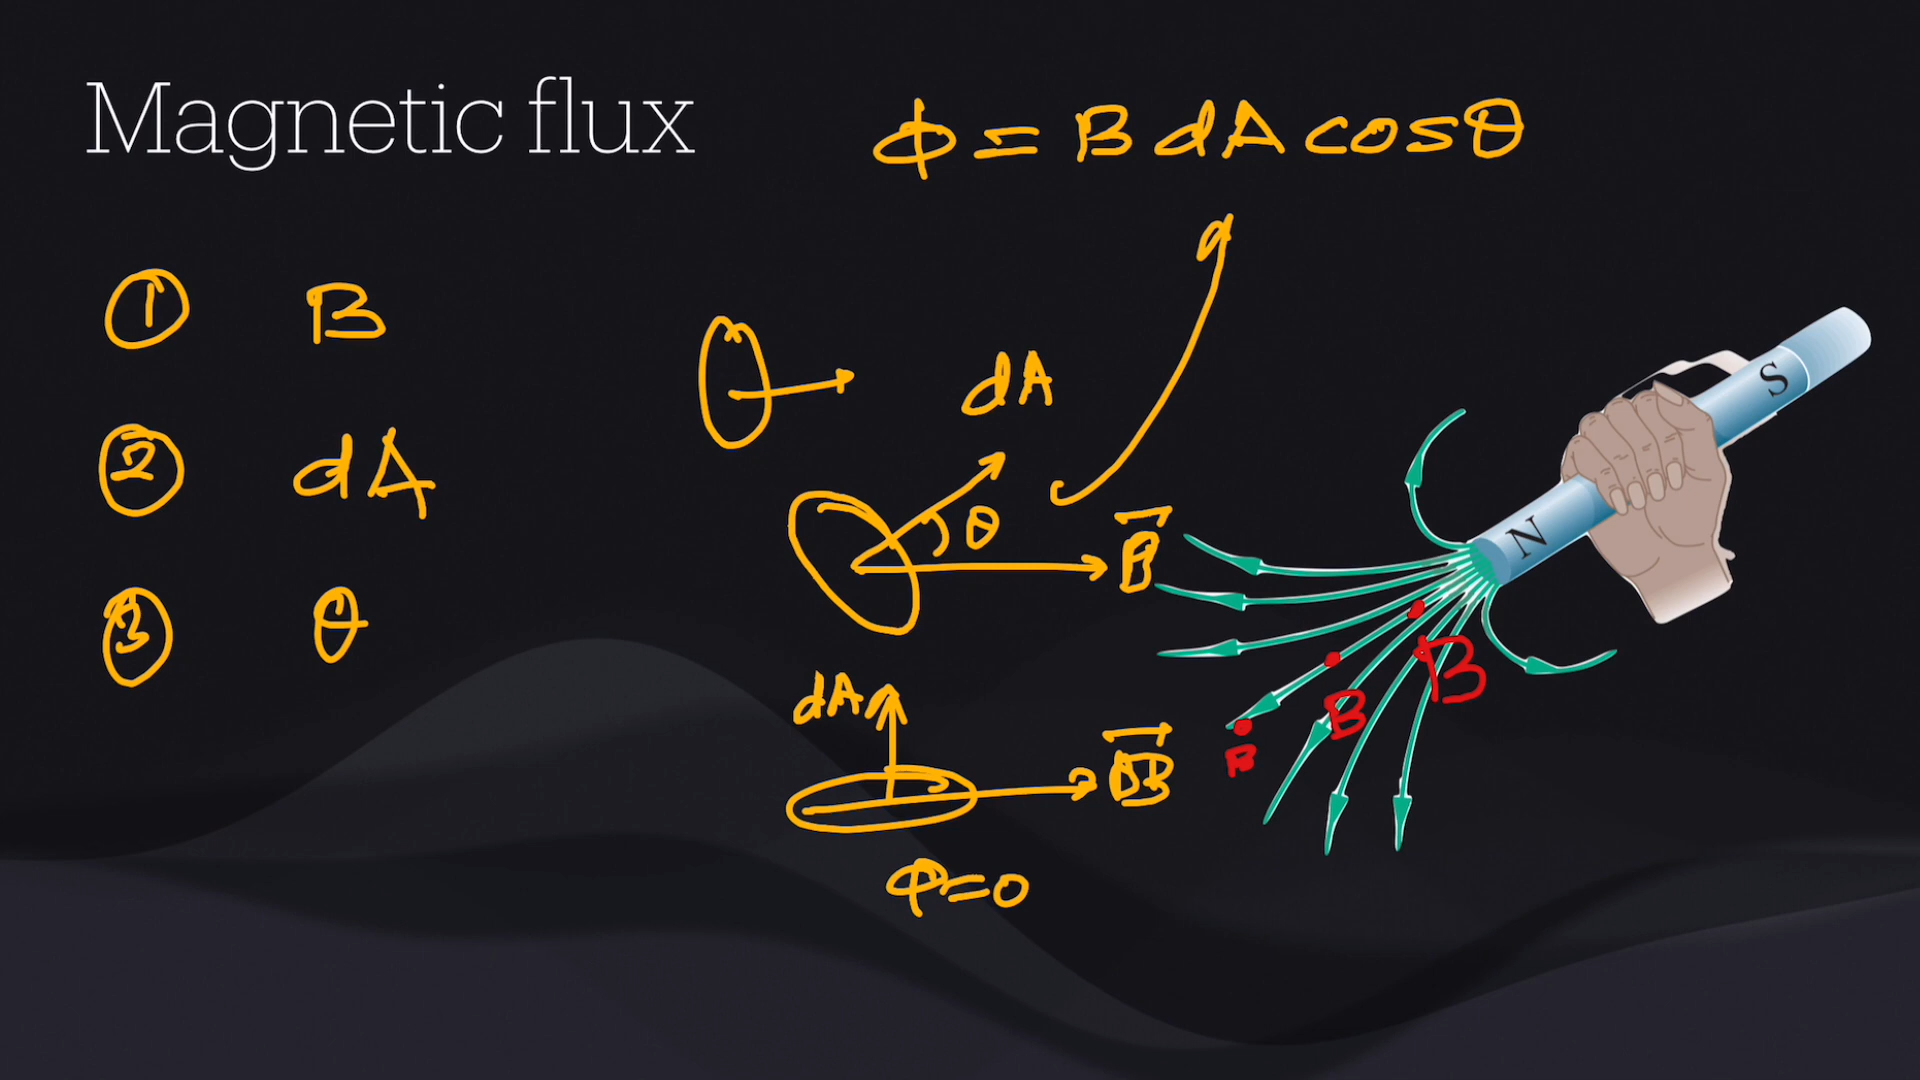 Magnetic flux
Φ = B dA cosθ
① B
② dA
③ θ
dA
θ
B
dA
B
Φ=0
S
N
B
B
B